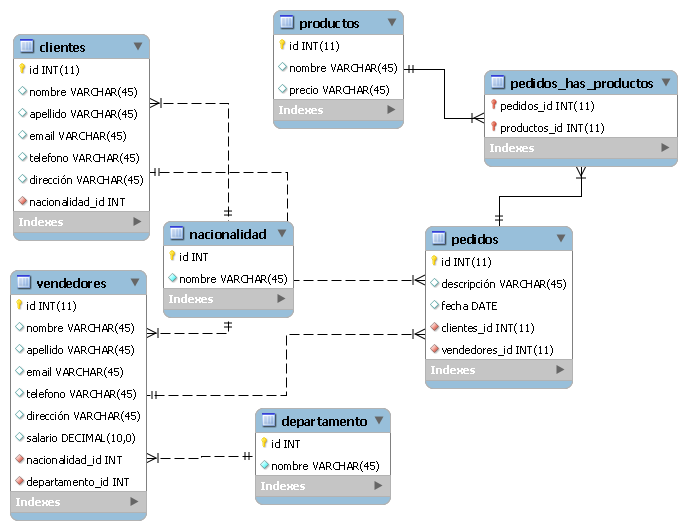 productos
id INT(11)
nombre VARCHAR(45)
precio VARCHAR(45)
Indexes
clientes
id INT(11)
nombre VARCHAR(45)
apellido VARCHAR(45)
email VARCHAR(45)
telefono VARCHAR(45)
dirección VARCHAR(45)
nacionalidad_id INT
Indexes
pedidos_has_productos
pedidos_id INT(11)
productos_id INT(11)
Indexes
nacionalidad
id INT
nombre VARCHAR(45)
Indexes
pedidos
id INT(11)
descripción VARCHAR(45)
fecha DATE
clientes_id INT(11)
vendedores_id INT(11)
Indexes
vendedores
id INT(11)
nombre VARCHAR(45)
apellido VARCHAR(45)
email VARCHAR(45)
telefono VARCHAR(45)
dirección VARCHAR(45)
salario DECIMAL(10,0)
nacionalidad_id INT
departamento_id INT
Indexes
departamento
id INT
nombre VARCHAR(45)
Indexes